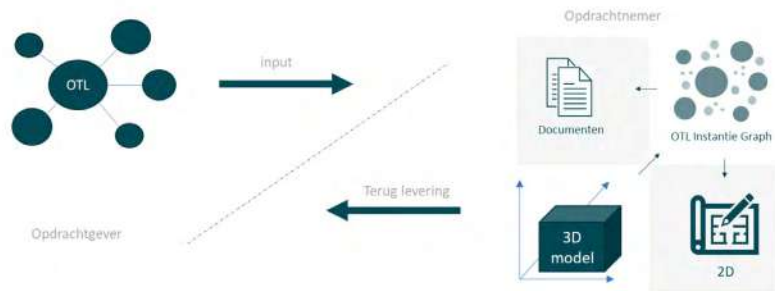 Opdrachtnemer
OTL
input
Documenten
OTL Instantie Graph
Terug levering
Opdrachtgever
3D
model
2D